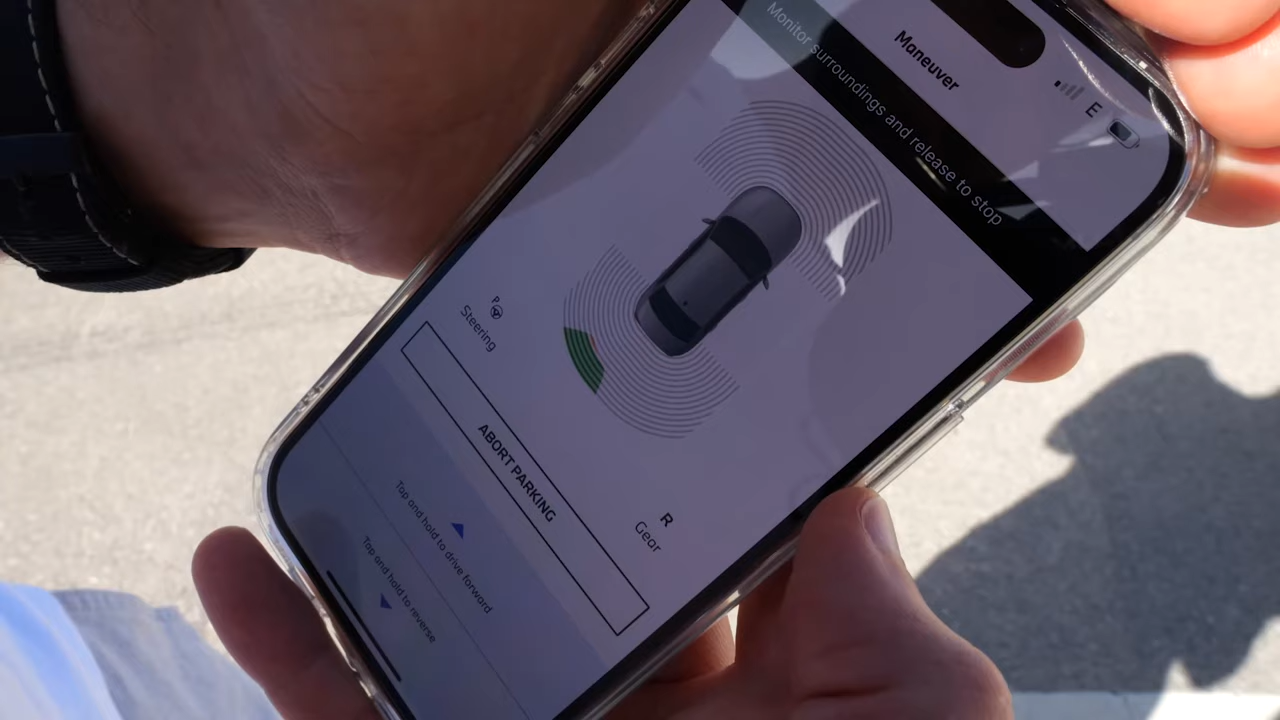 E
Maneuver
Monitor surroundings and release to stop
P
Steering
R
Gear
ABORT PARKING
Tap and hold to drive forward
Tap and hold to reverse